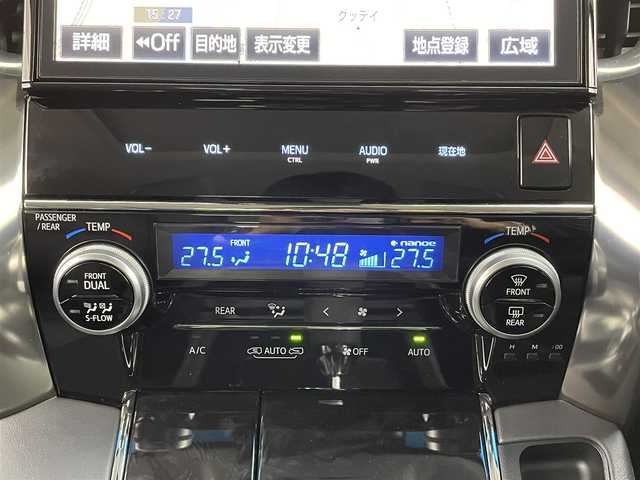 15:27
グッデイ
詳細 ◀◀Off 目的地 表示変更 地点登録 広域
VOL- VOL+ MENU CTRL AUDIO PWR 現在地
PASSENGER /REAR TEMP
TEMP
27.5 FRONT 10:48 nanoe 27.5
FRONT DUAL
S-FLOW
FRONT
REAR
REAR < >
A/C AUTO OFF AUTO
H M :00